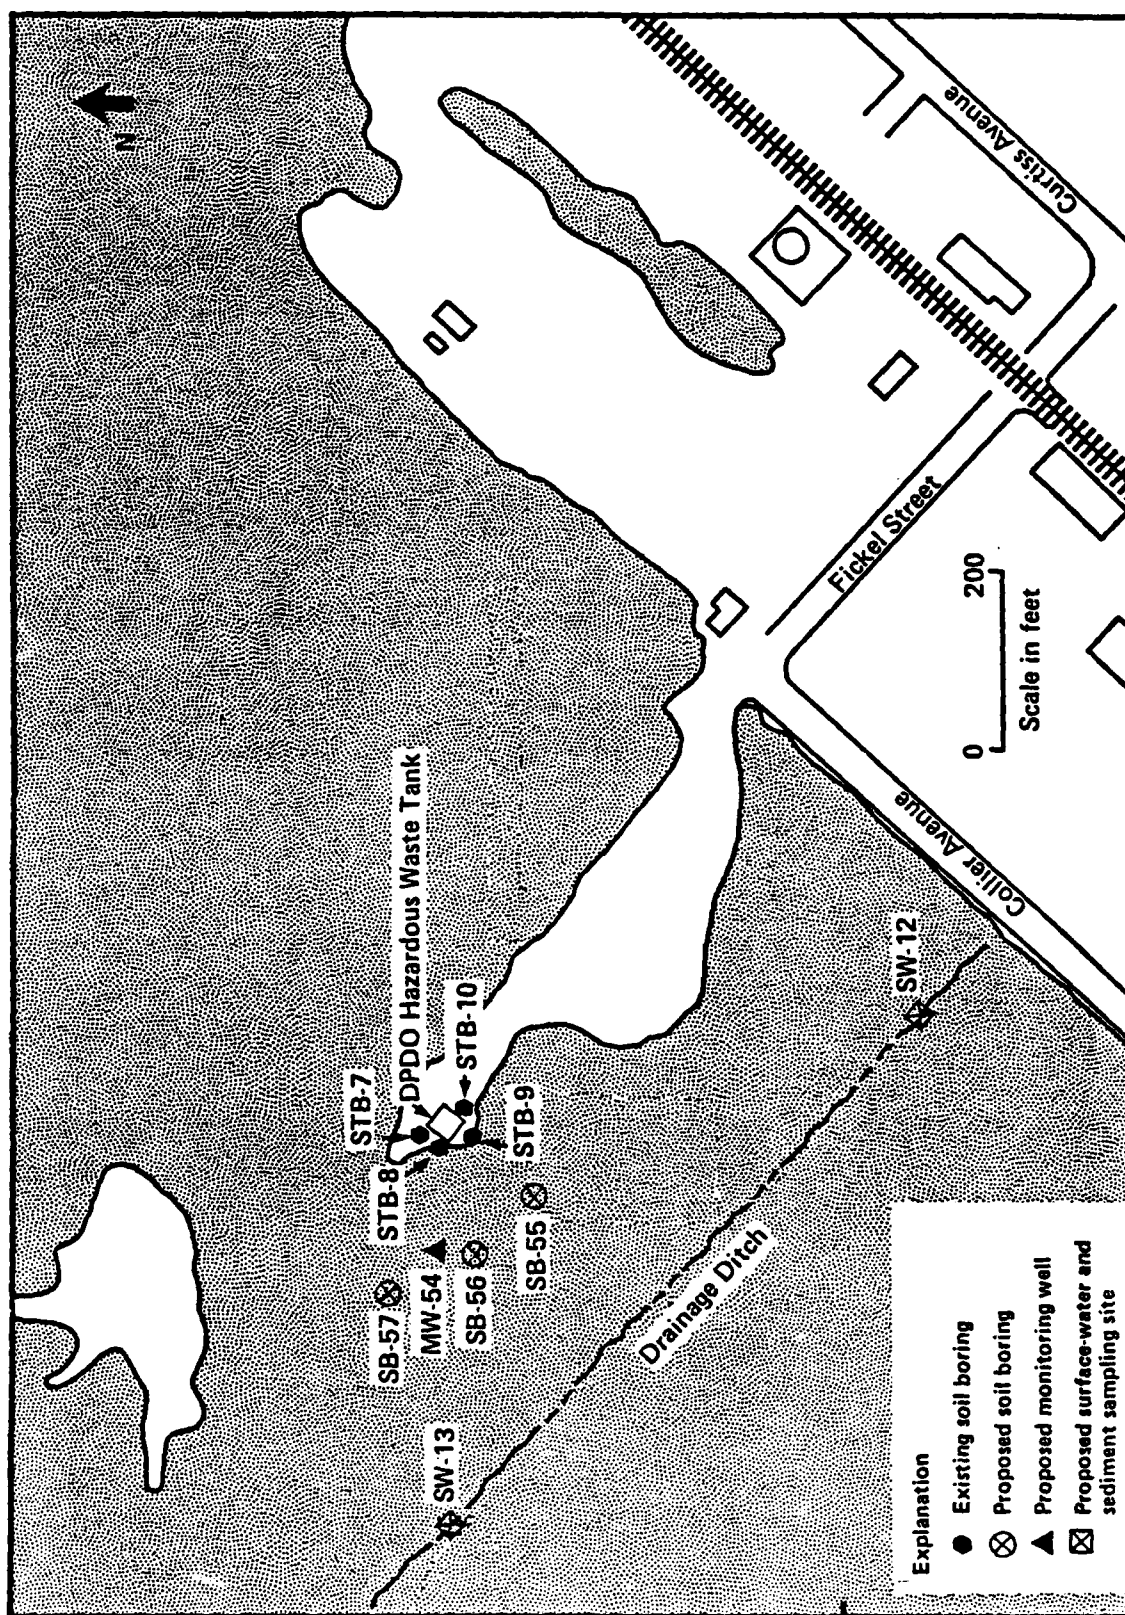 N
Curtiss Avenue
Fickel Street
Collier Avenue
0 200
Scale in feet
DPDO Hazardous Waste Tank
STB-7
STB-10
STB-8
STB-9
SB-57
MW-54
SB-56
SB-55
SW-13
SW-12
Drainage Ditch
Explanation
Existing soil boring
Proposed soil boring
Proposed monitoring well
Proposed surface-water and
sediment sampling site